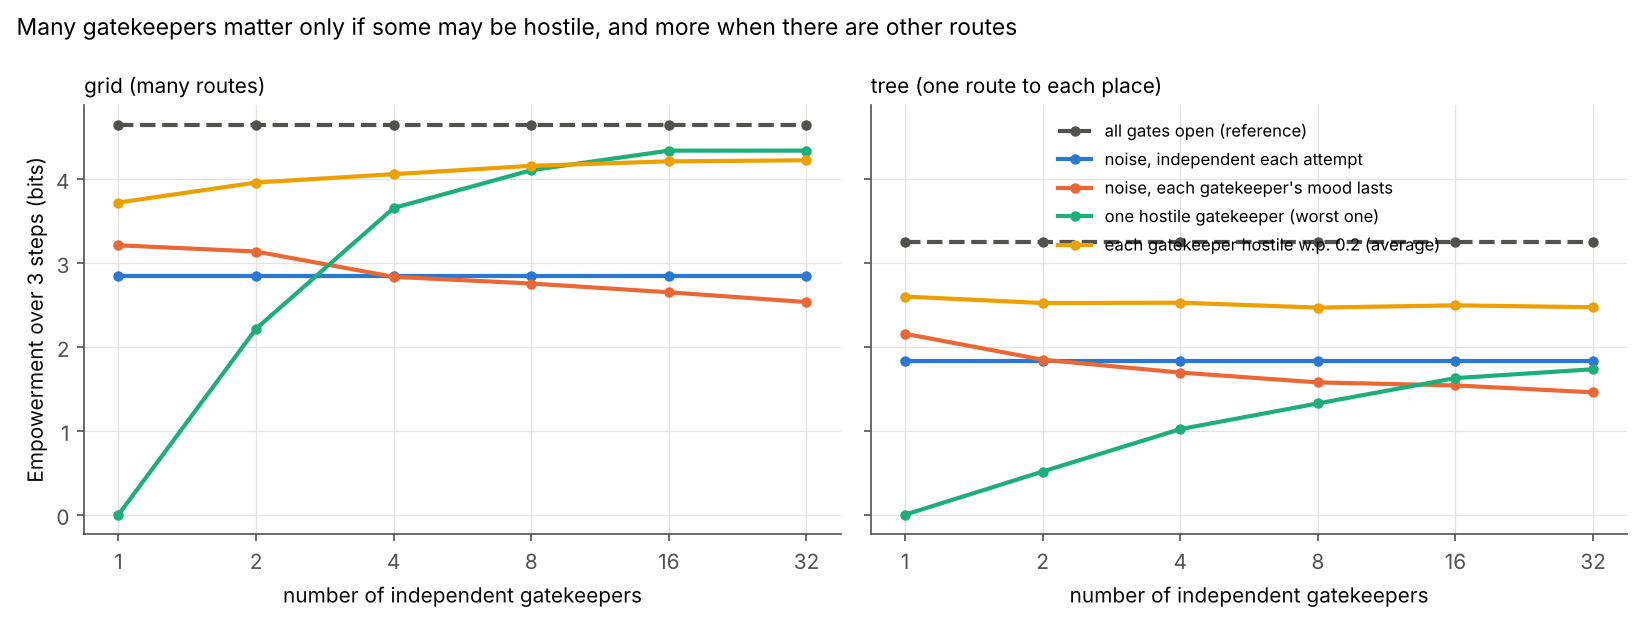 Many gatekeepers matter only if some may be hostile, and more when there are other routes
grid (many routes)
tree (one route to each place)
Empowerment over 3 steps (bits)
4
3
2
1
0
1 2 4 8 16 32
number of independent gatekeepers
all gates open (reference)
noise, independent each attempt
noise, each gatekeeper's mood lasts
one hostile gatekeeper (worst one)
each gatekeeper hostile w.p. 0.2 (average)
1 2 4 8 16 32
number of independent gatekeepers